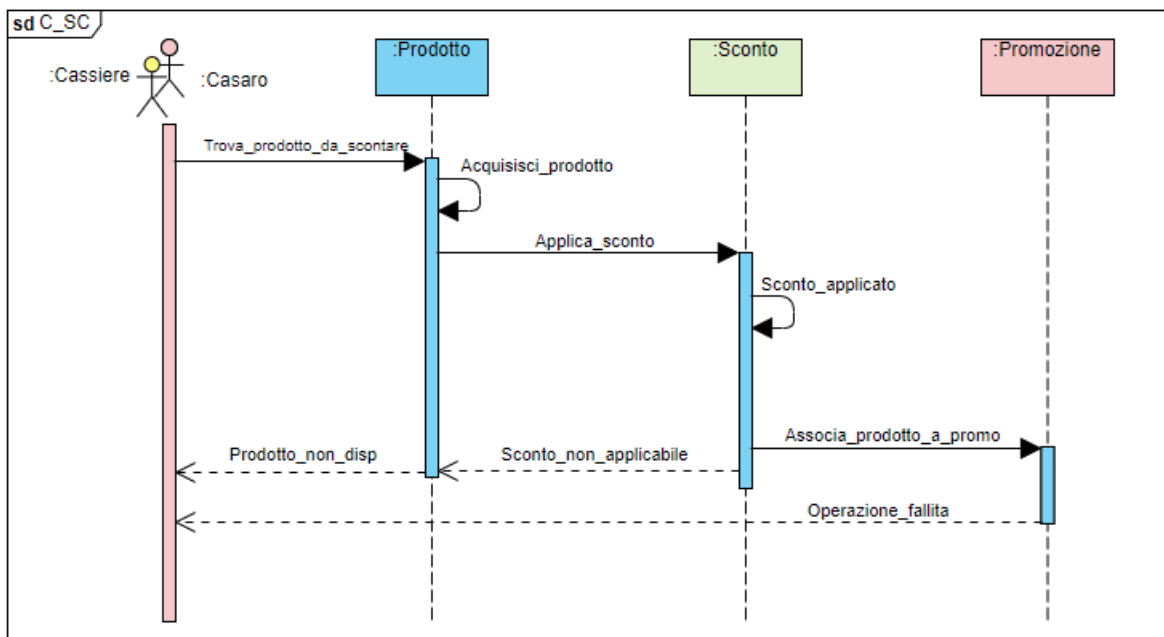 sd C_SC
:Cassiere
:Casaro
:Prodotto
:Sconto
:Promozione
Trova_prodotto_da_scontare
Acquisisci_prodotto
Applica_sconto
Sconto_applicato
Associa_prodotto_a_promo
Prodotto_non_disp
Sconto_non_applicabile
Operazione_fallita